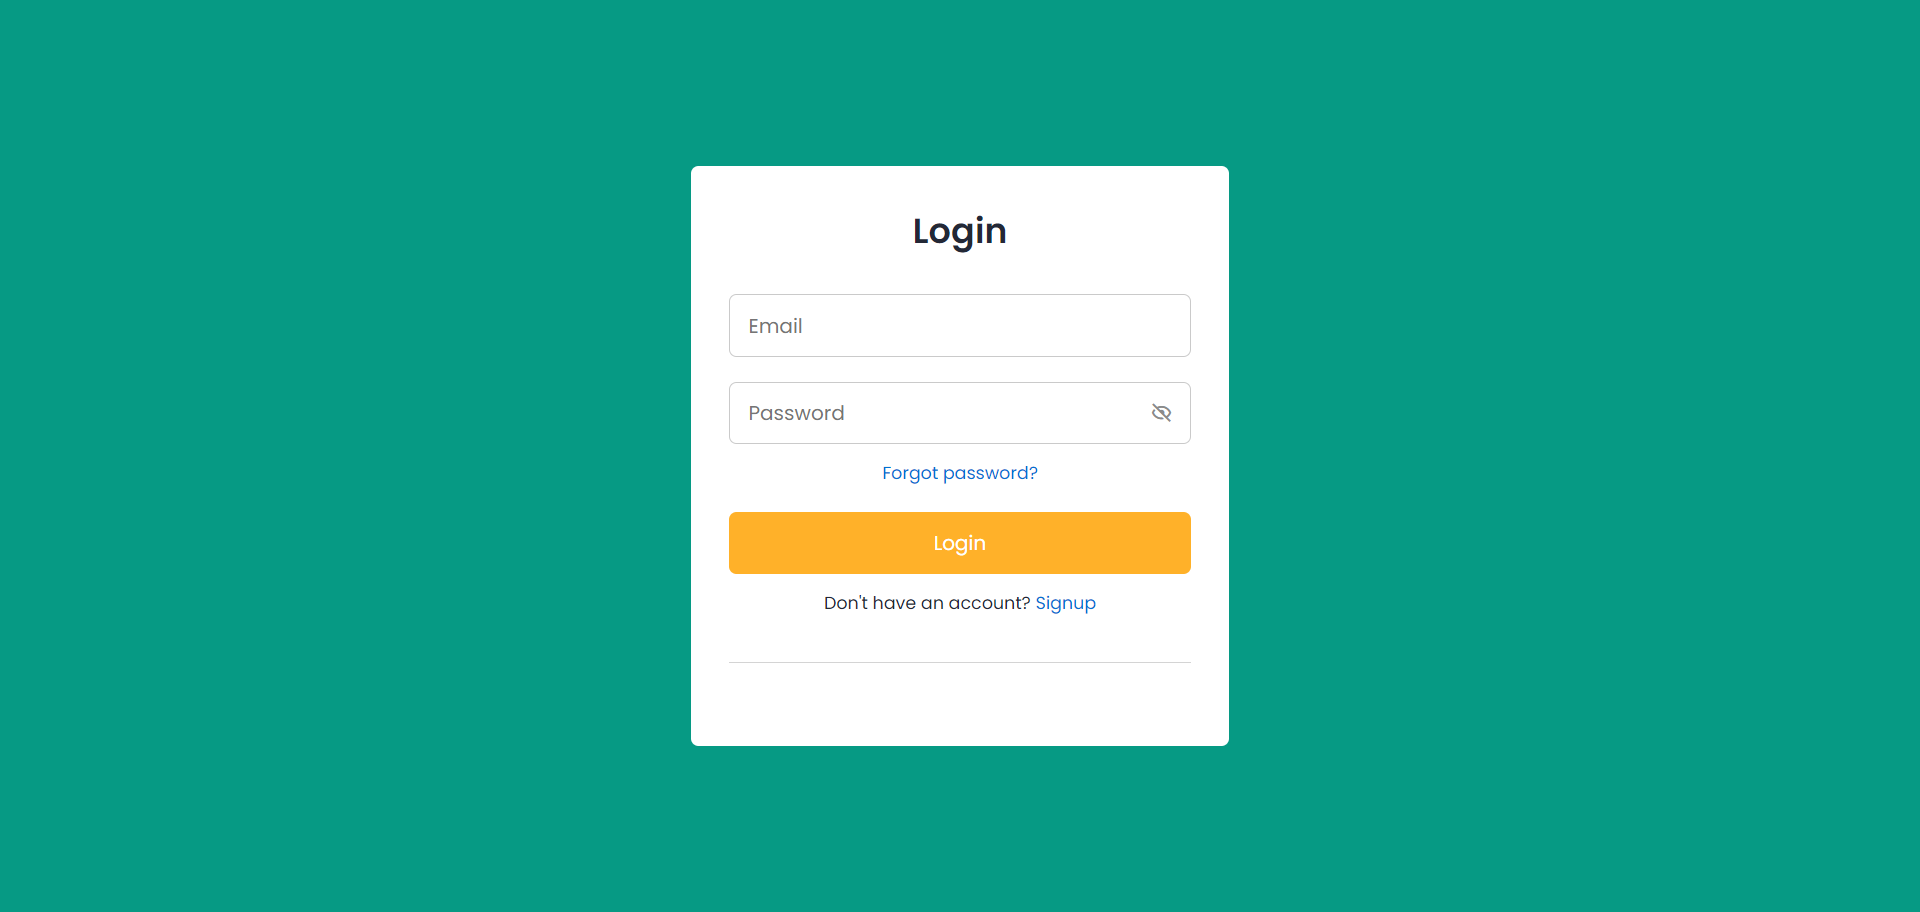 Login
Email
Password
Forgot password?
Login
Don't have an account? Signup